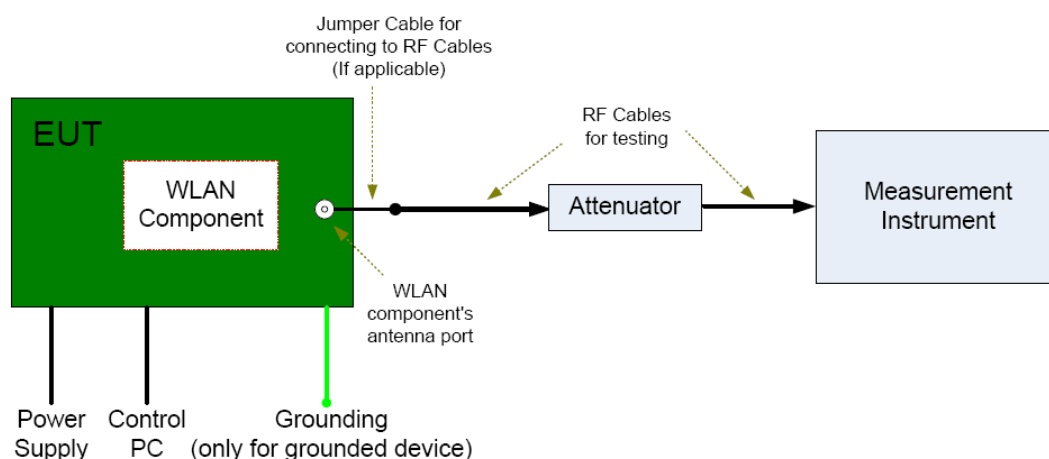 Jumper Cable for
connecting to RF Cables
(If applicable)
EUT
WLAN
Component
RF Cables
for testing
Attenuator
Measurement
Instrument
WLAN
component's
antenna port
Power
Supply
Control
PC
Grounding
(only for grounded device)